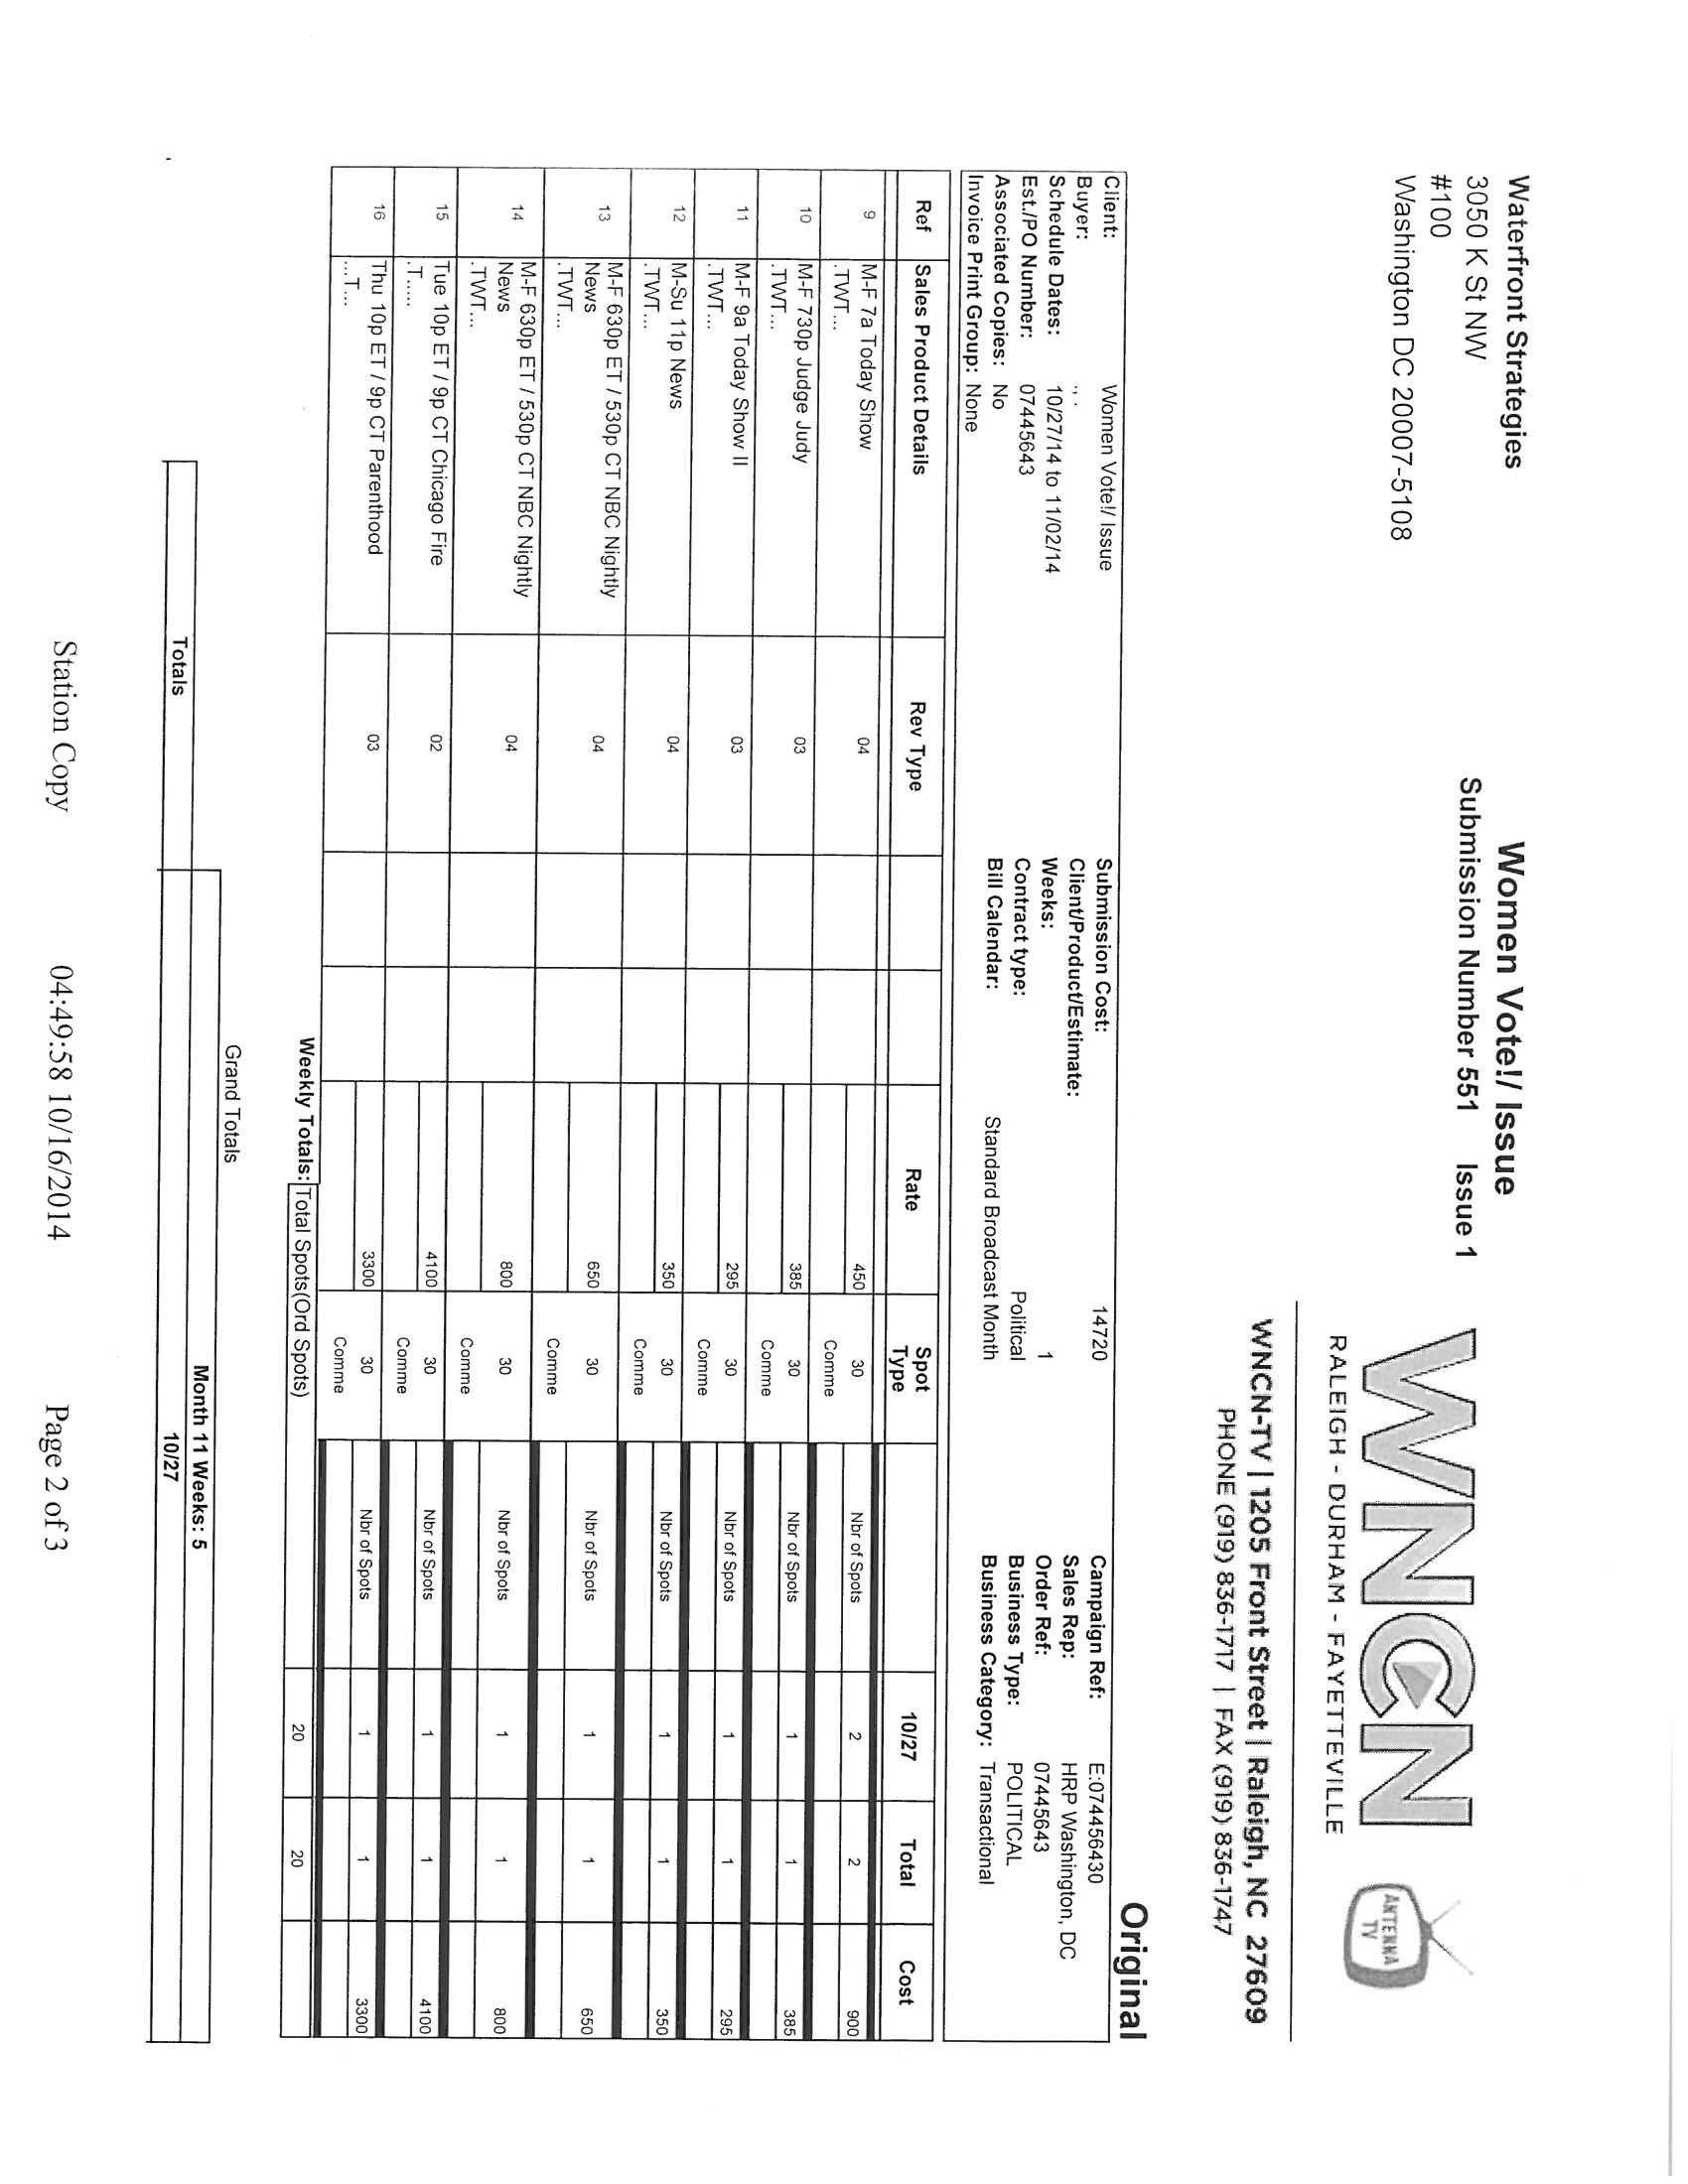 Waterfront Strategies
3050 K St NW
#100
Washington DC 20007-5108
Women Vote!/ Issue
Submission Number 551 Issue 1
WNCN
RALEIGH - DURHAM - FAYETTEVILLE
ANTENNA
TV
WNCN-TV | 1205 Front Street | Raleigh, NC 27609
PHONE (919) 836-1717 | FAX (919) 836-1747
Original
Client: Women Vote!/ Issue Submission Cost: 14720 Campaign Ref: E:074456430
Buyer: , , Client/Product/Estimate: Sales Rep: HRP Washington, DC
Schedule Dates: 10/27/14 to 11/02/14 Weeks: 1 Order Ref: 07445643
Est./PO Number: 07445643 Contract type: Political Business Type: POLITICAL
Associated Copies: No Bill Calendar: Standard Broadcast Month Business Category: Transactional
Invoice Print Group: None
Ref Sales Product Details Rev Type Rate Spot Type 10/27 Total Cost
9 M-F 7a Today Show 04 450 30 Nbr of Spots 2 2 900
.TWT... Comme
10 M-F 730p Judge Judy 03 385 30 Nbr of Spots 1 1 385
.TWT... Comme
11 M-F 9a Today Show II 03 295 30 Nbr of Spots 1 1 295
.TWT... Comme
12 M-Su 11p News 04 350 30 Nbr of Spots 1 1 350
.TWT... Comme
13 M-F 630p ET / 530p CT NBC Nightly 04 650 30 Nbr of Spots 1 1 650
News
.TWT... Comme
14 M-F 630p ET / 530p CT NBC Nightly 04 800 30 Nbr of Spots 1 1 800
News
.TWT... Comme
15 Tue 10p ET / 9p CT Chicago Fire 02 4100 30 Nbr of Spots 1 1 4100
.T..... Comme
16 Thu 10p ET / 9p CT Parenthood 03 3300 30 Nbr of Spots 1 1 3300
...T... Comme
Weekly Totals: Total Spots(Ord Spots) 20 20
Grand Totals
Month 11 Weeks: 5
Totals 10/27
Station Copy 04:49:58 10/16/2014 Page 2 of 3